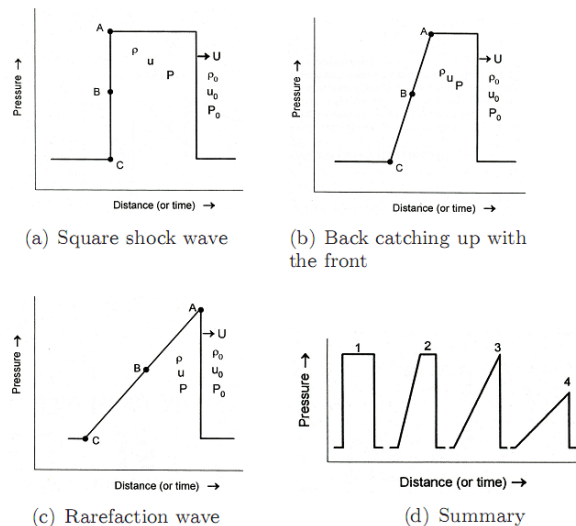 A
ρ
u
P
→ U
ρ0
u0
P0
B
C
Pressure →
Distance (or time) →
(a) Square shock wave
A
ρ u P
→ U
ρ0
u0
P0
B
C
Pressure →
Distance (or time) →
(b) Back catching up with
the front
A
→ U
ρ
u
P
ρ0
u0
P0
B
C
Pressure →
Distance (or time) →
(c) Rarefaction wave
1 2 3 4
Pressure →
Distance (or time) →
(d) Summary